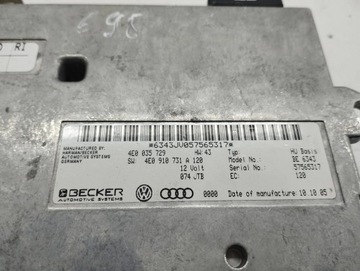 695
D RI
*6343JV057565317*
MANUFACTURED BY:
HARMAN/BECKER
AUTOMOTIVE SYSTEMS
GERMANY
4E0 035 729 HW:43 Typ: HU Basis
SW: 4E0 910 731 A 120 Model No.: BE 6343
12 Volt Serial No.: 57565317
074 JTB EC: 120
BECKER
AUTOMOTIVE SYSTEMS
0000 Date of manufacture: 10.10.05